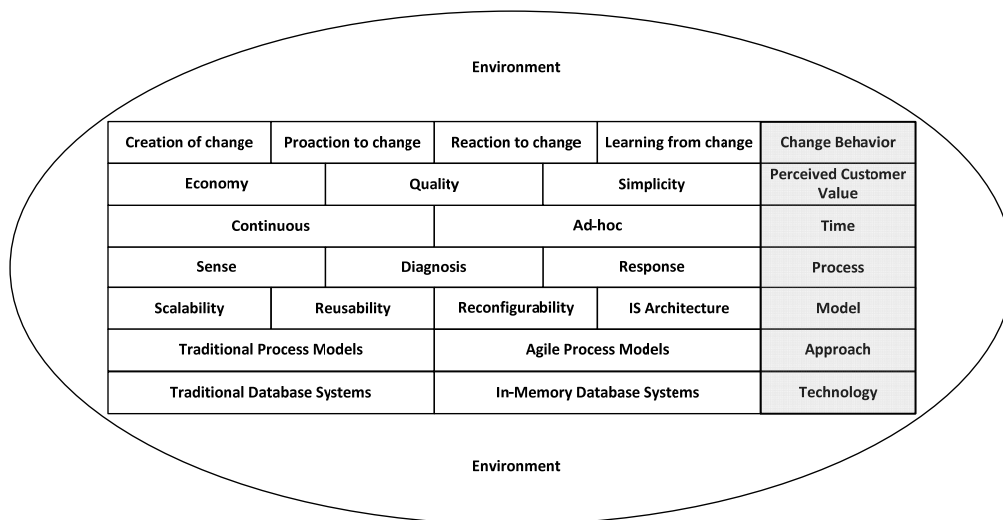 Environment
Creation of change Proaction to change Reaction to change Learning from change Change Behavior
Economy Quality Simplicity Perceived Customer
Value
Continuous Ad-hoc Time
Sense Diagnosis Response Process
Scalability Reusability Reconfigurability IS Architecture Model
Traditional Process Models Agile Process Models Approach
Traditional Database Systems In-Memory Database Systems Technology
Environment